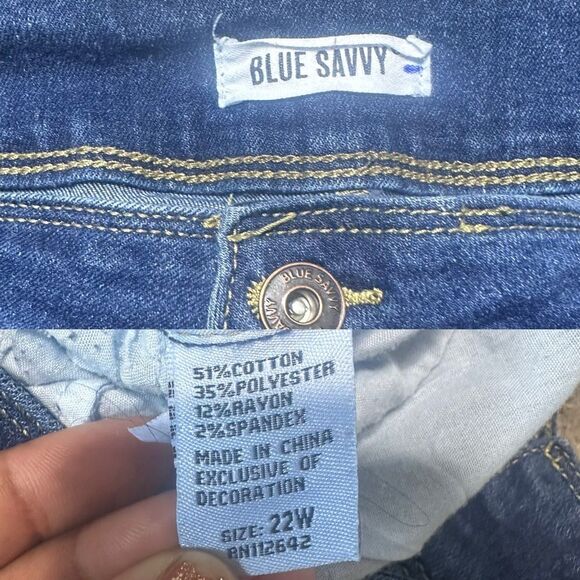 BLUE SAVVY
BLUE SAVVY
51%COTTON
35%POLYESTER
12%RAYON
2%SPANDEX
MADE IN CHINA
EXCLUSIVE OF
DECORATION
SIZE: 22W
RN112642